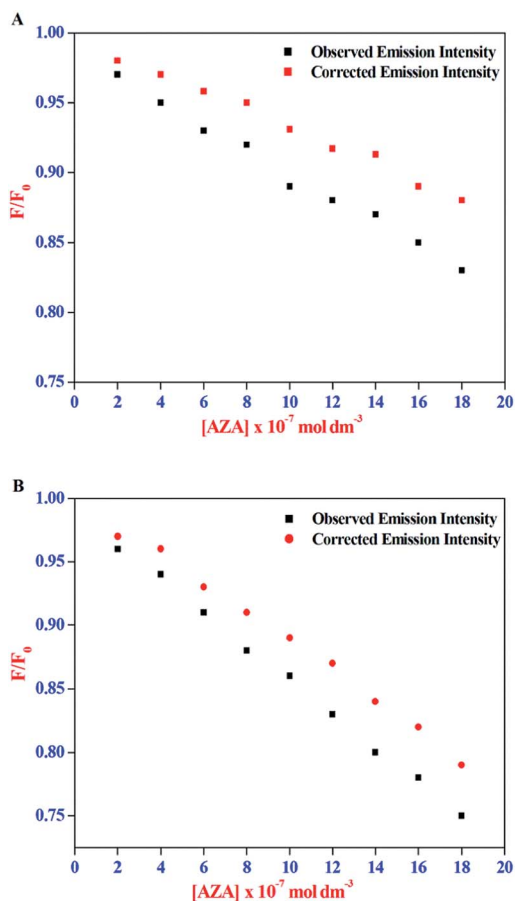 A
1.00
Observed Emission Intensity
Corrected Emission Intensity
0.95
0.90
F/F₀
0.85
0.80
0.75
0 2 4 6 8 10 12 14 16 18 20
[AZA] x 10⁻⁷ mol dm⁻³
B
1.00
Observed Emission Intensity
Corrected Emission Intensity
0.95
0.90
F/F₀
0.85
0.80
0.75
0 2 4 6 8 10 12 14 16 18 20
[AZA] x 10⁻⁷ mol dm⁻³